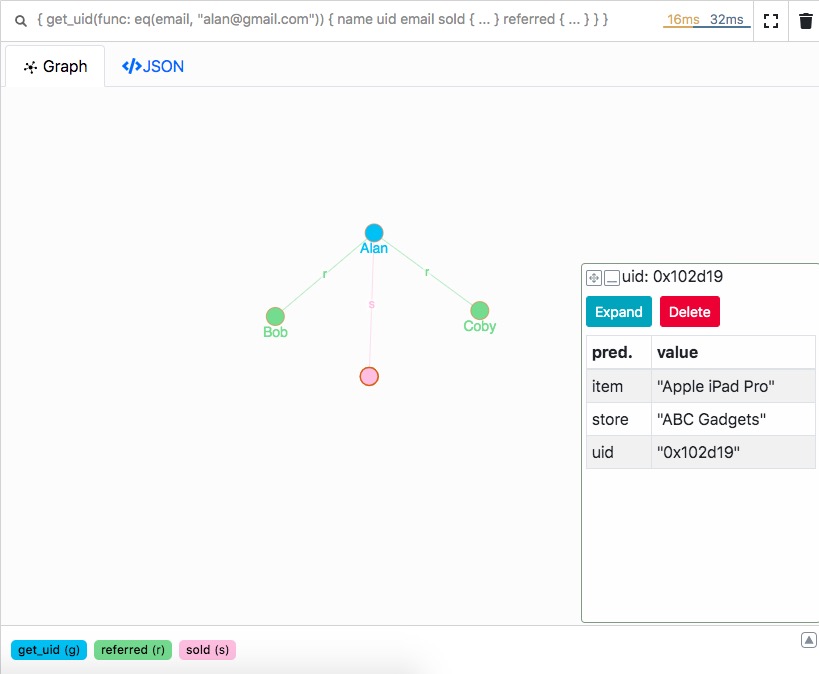 { get_uid(func: eq(email, "alan@gmail.com")) { name uid email sold { ... } referred { ... } } }
16ms 32ms
Graph
</>JSON
Alan
r
r
s
Bob
Coby
uid: 0x102d19
Expand Delete
pred. value
item "Apple iPad Pro"
store "ABC Gadgets"
uid "0x102d19"
get_uid (g) referred (r) sold (s)